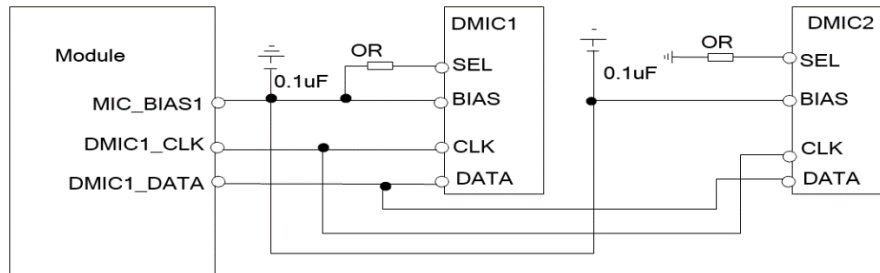 DMIC1
DMIC2
Module
OR
SEL
OR
SEL
0.1uF
0.1uF
MIC_BIAS1
BIAS
BIAS
DMIC1_CLK
CLK
CLK
DMIC1_DATA
DATA
DATA